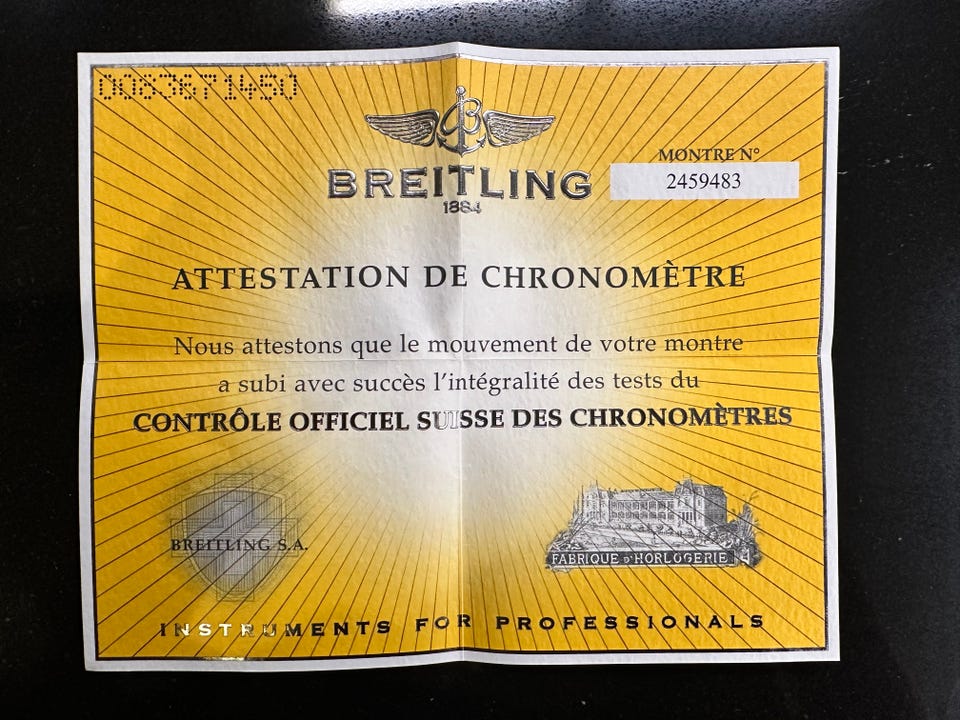 0083671450
BREITLING
1884
MONTRE N°
2459483
ATTESTATION DE CHRONOMÈTRE
Nous attestons que le mouvement de votre montre
a subi avec succès l'intégralité des tests du
CONTRÔLE OFFICIEL SUISSE DES CHRONOMÈTRES
BREITLING S.A.
FABRIQUE D'HORLOGERIE
INSTRUMENTS FOR PROFESSIONALS